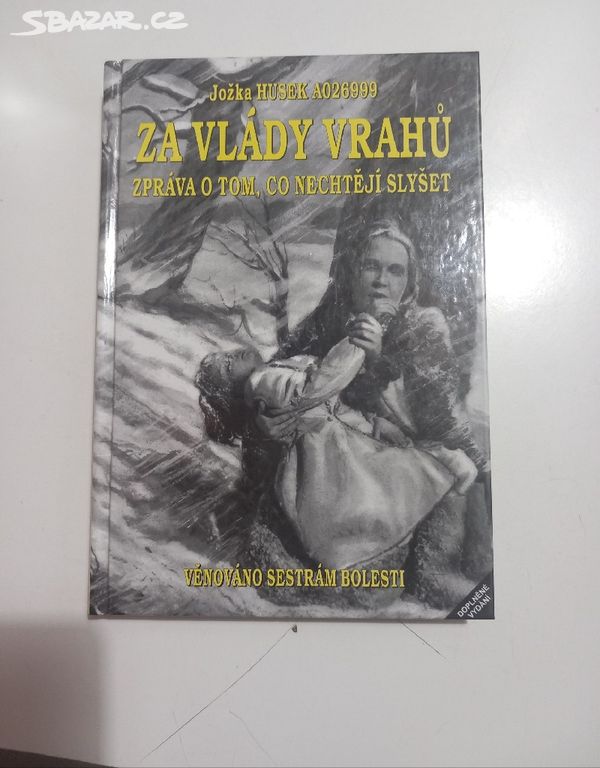 SBAZAR.CZ
Jožka HUSEK A026999
ZA VLÁDY VRAHŮ
ZPRÁVA O TOM, CO NECHTĚJÍ SLYŠET
VĚNOVÁNO SESTRÁM BOLESTI
DOPLNĚNÉ
VYDÁNÍ